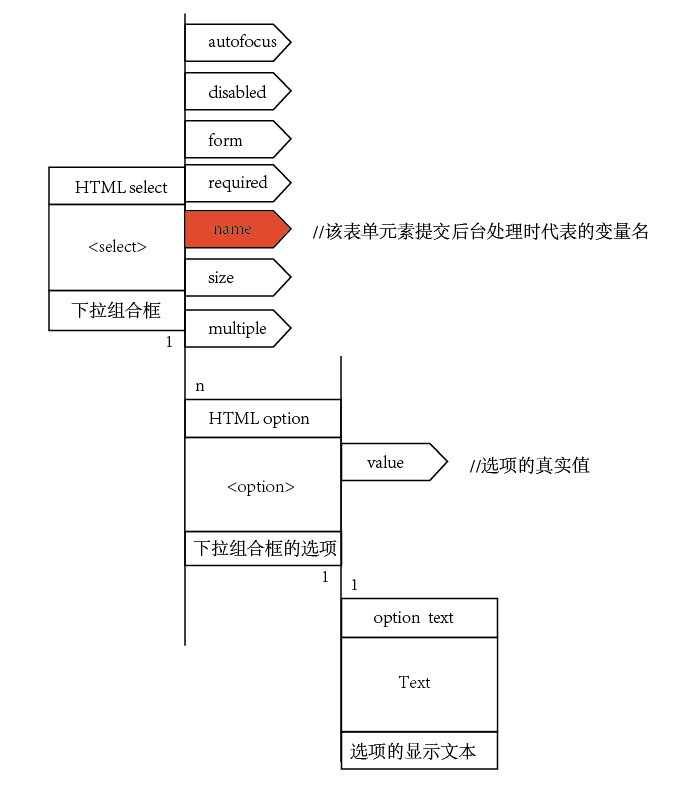 autofocus
disabled
form
required
HTML select
name
//该表单元素提交后台处理时代表的变量名
<select>
size
下拉组合框
multiple
1
n
HTML option
value
//选项的真实值
<option>
下拉组合框的选项
1
1
option text
Text
选项的显示文本